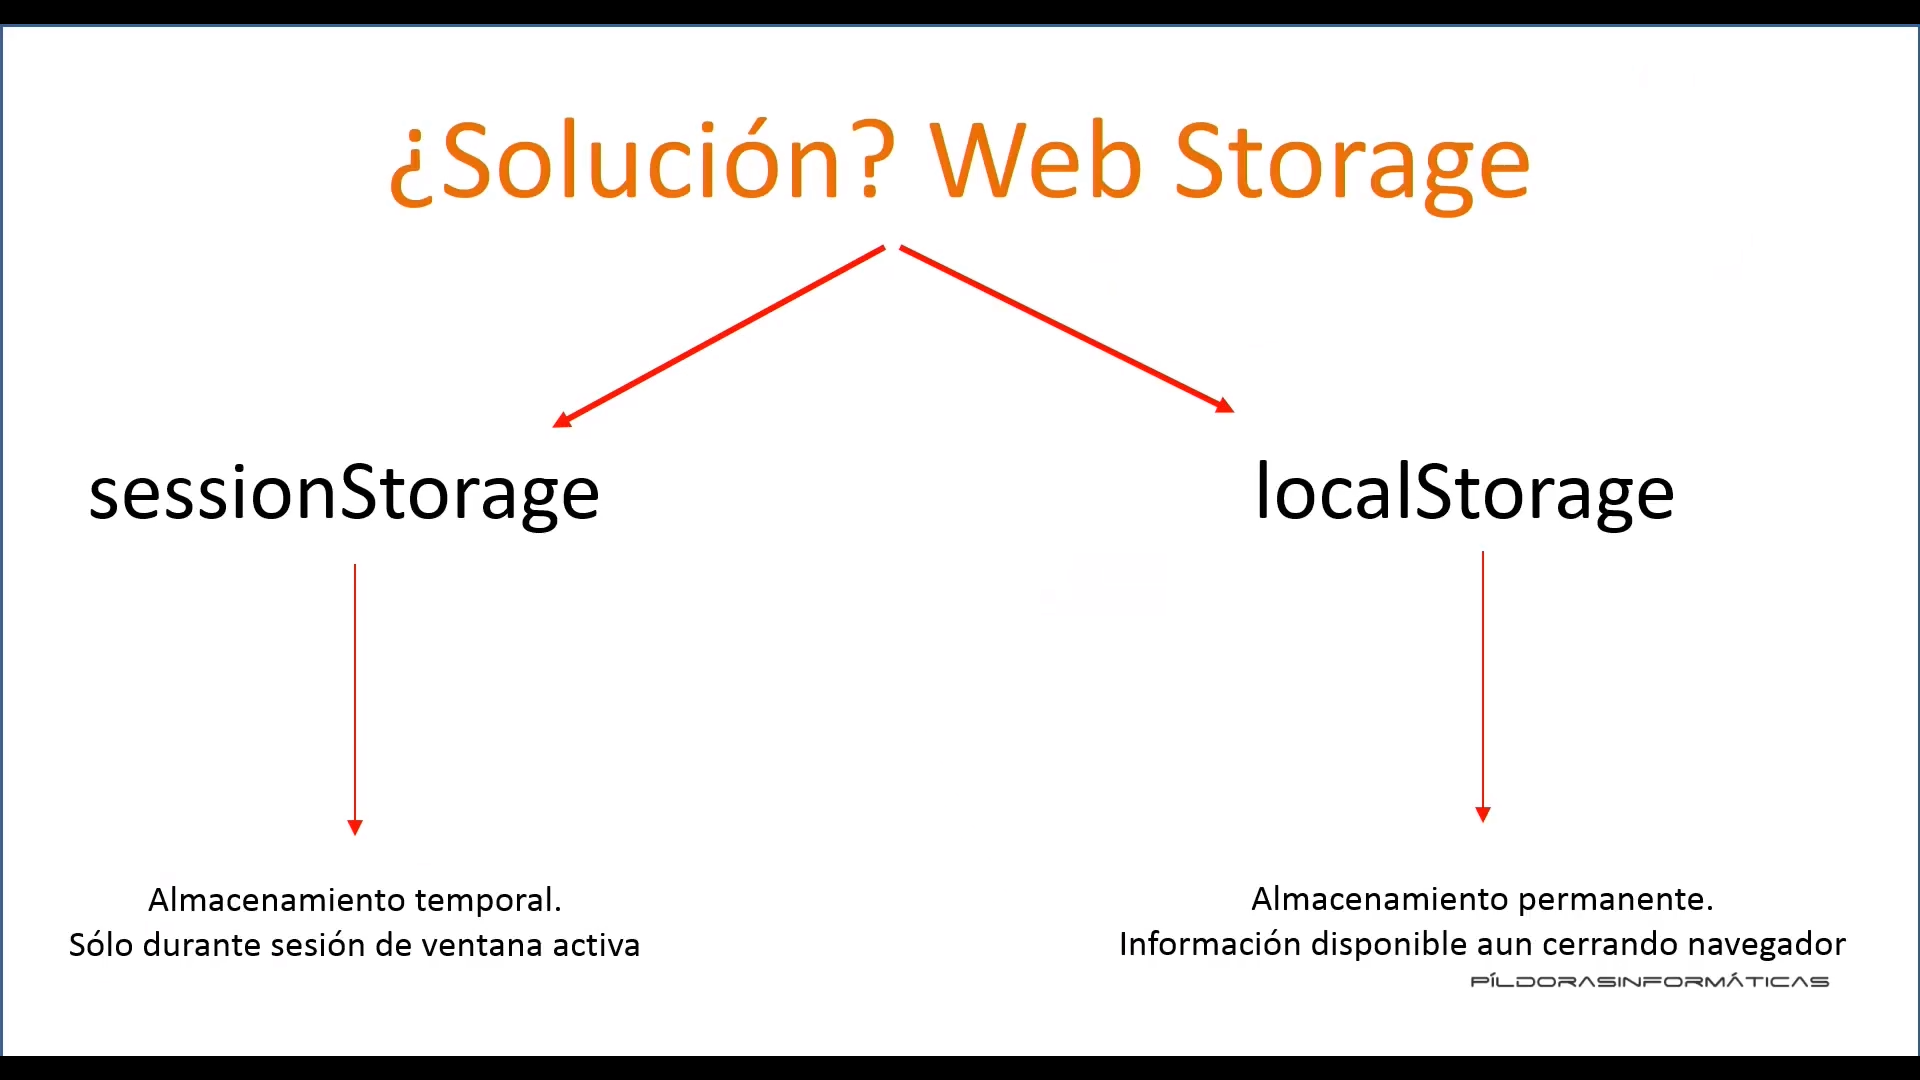 ¿Solución? Web Storage
sessionStorage
localStorage
Almacenamiento temporal.
Sólo durante sesión de ventana activa
Almacenamiento permanente.
Información disponible aun cerrando navegador
PÍLDORASINFORMÁTICAS